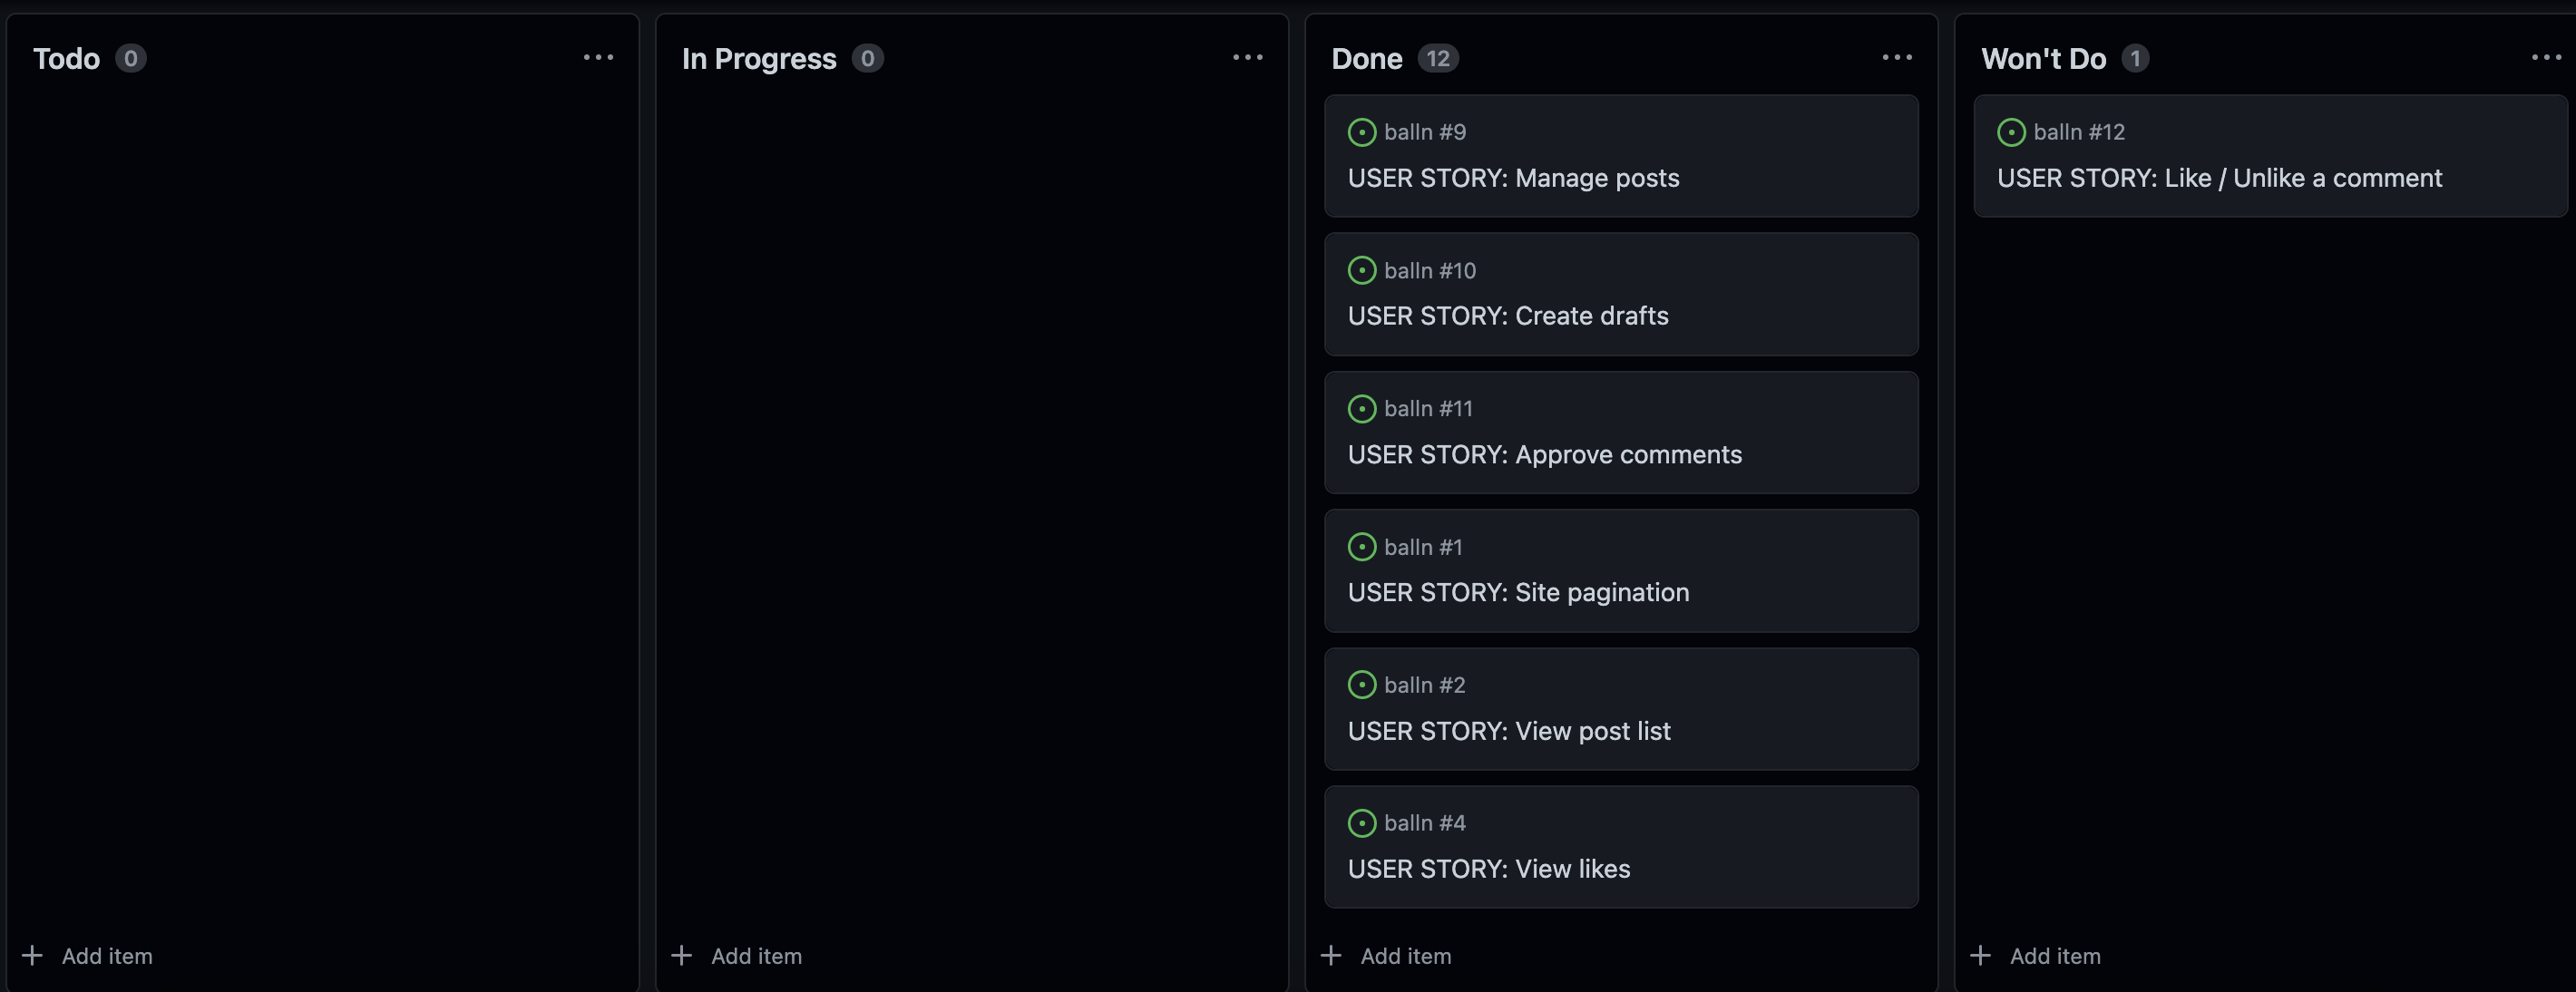 Todo 0
In Progress 0
Done 12
balln #9
USER STORY: Manage posts
balln #10
USER STORY: Create drafts
balln #11
USER STORY: Approve comments
balln #1
USER STORY: Site pagination
balln #2
USER STORY: View post list
balln #4
USER STORY: View likes
Won't Do 1
balln #12
USER STORY: Like / Unlike a comment
+ Add item
+ Add item
+ Add item
+ Add item